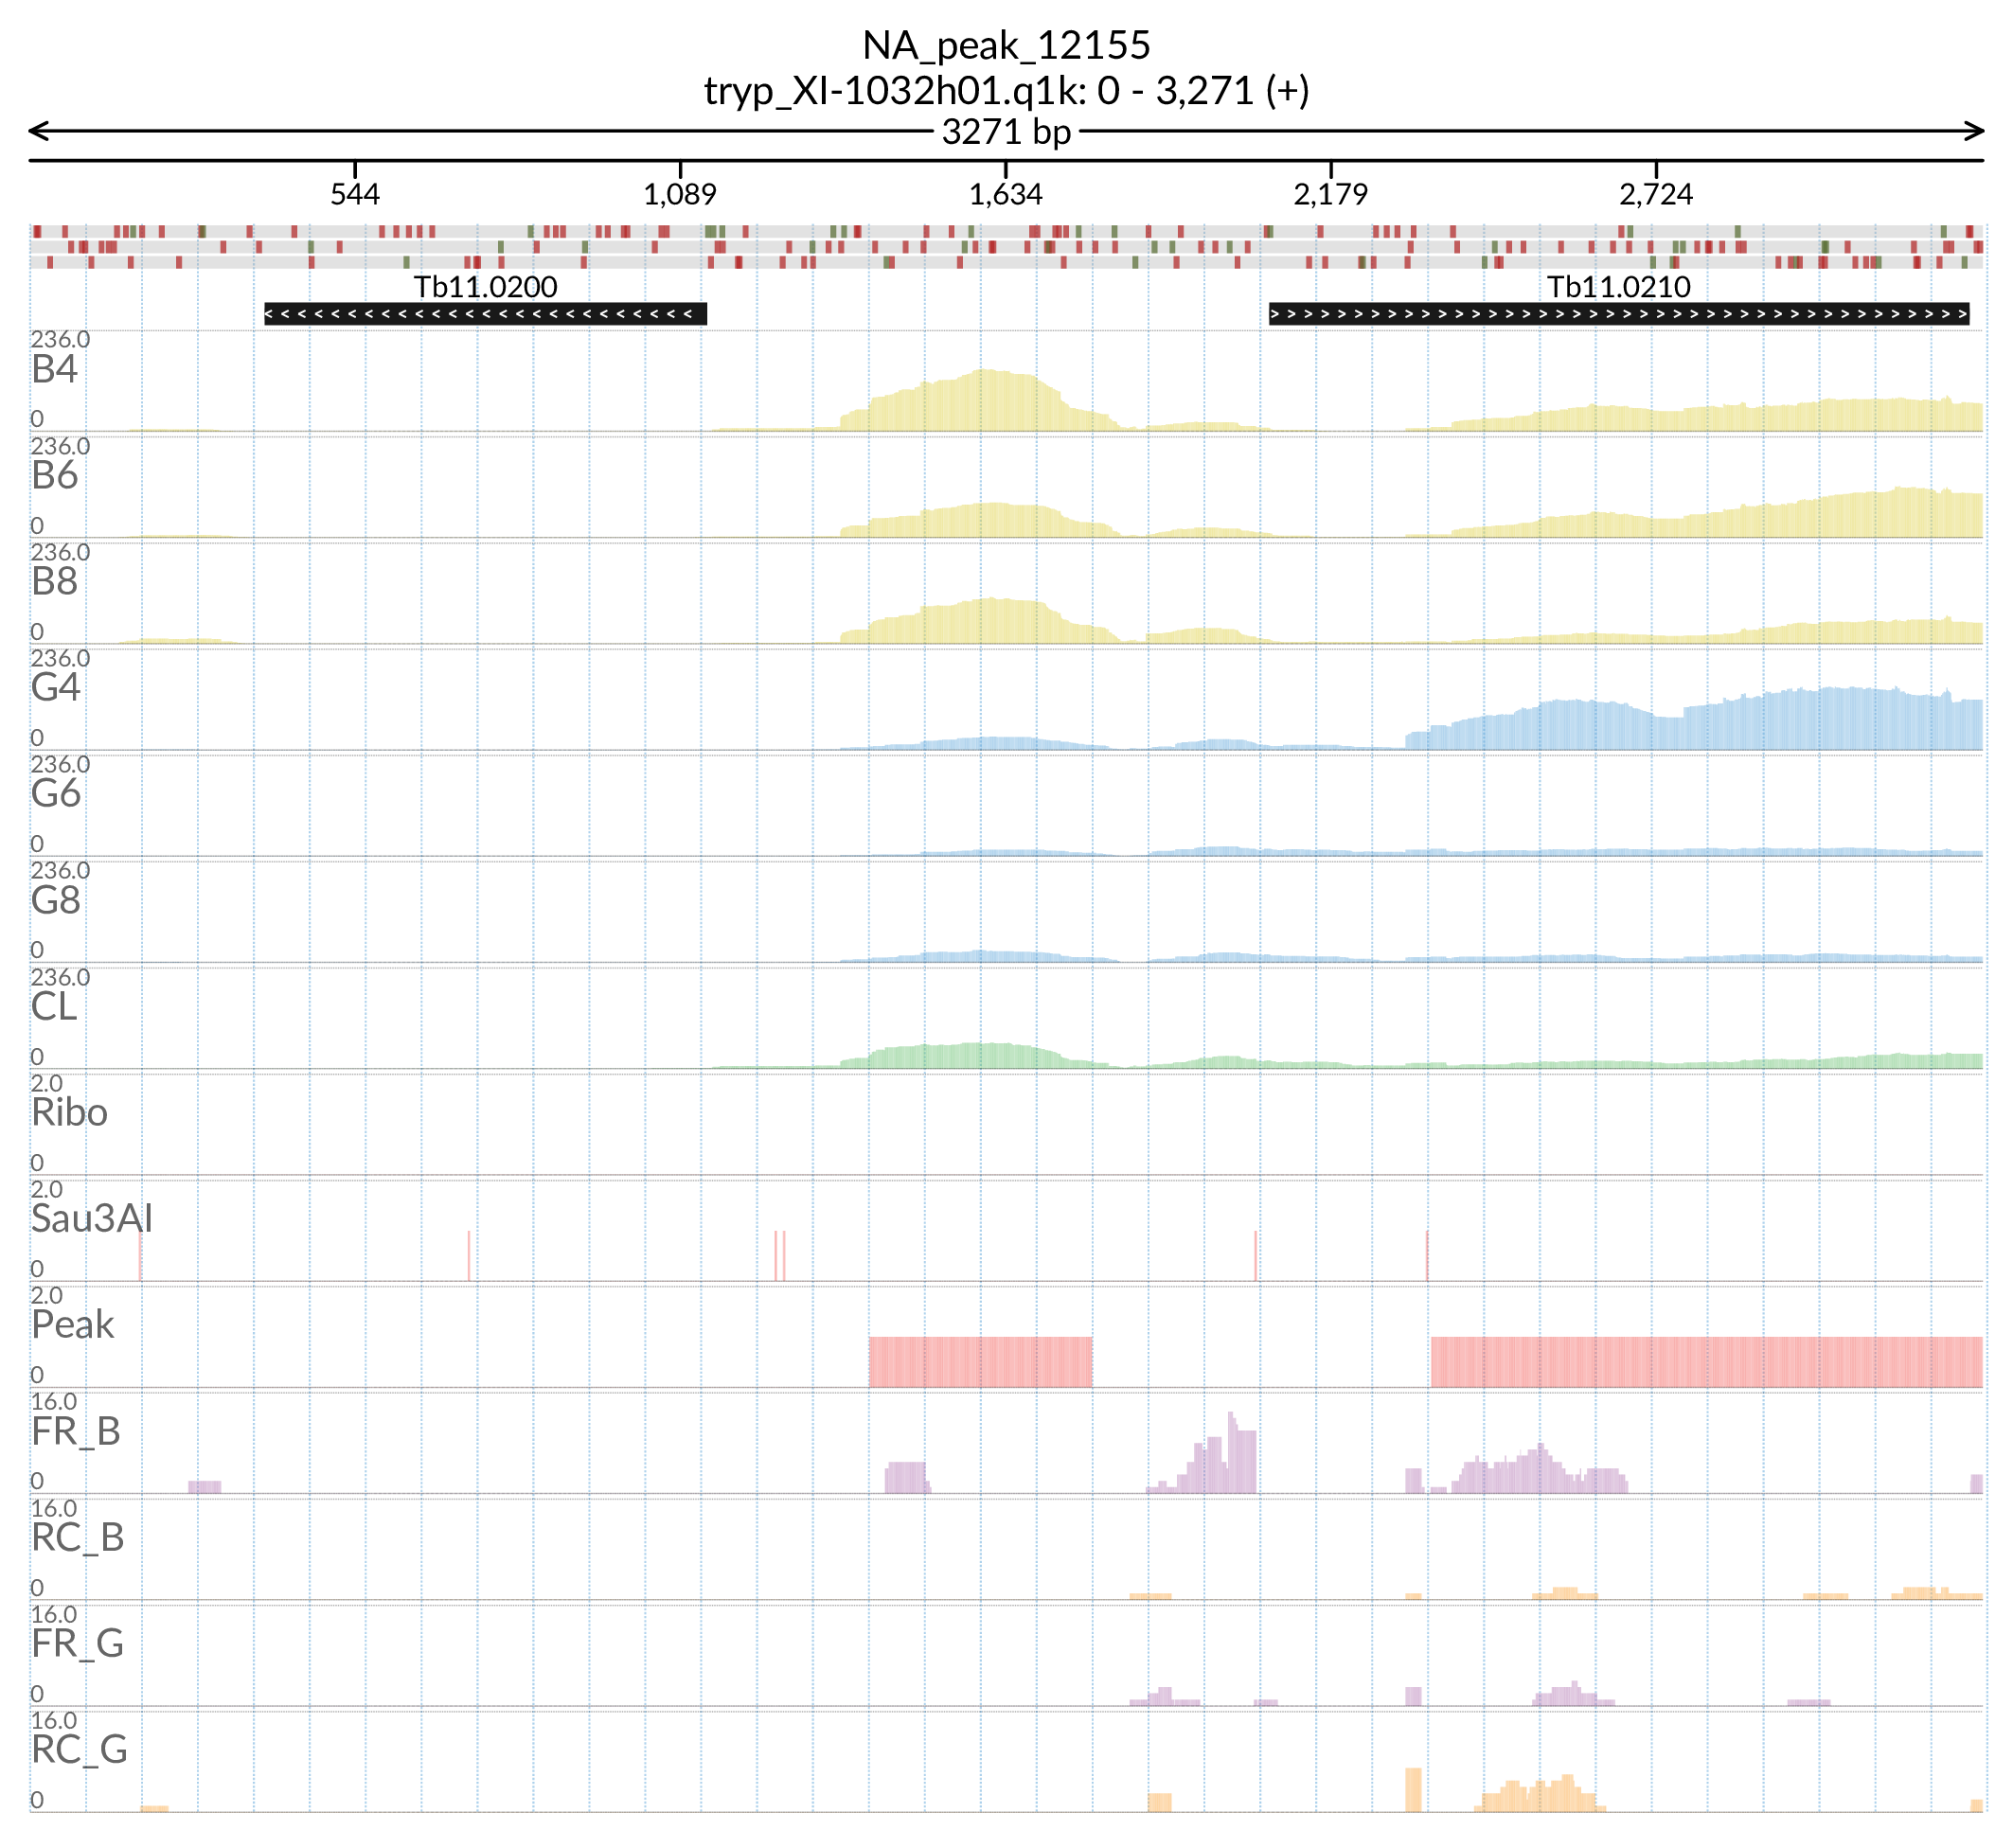 NA_peak_12155
tryp_XI-1032h01.q1k: 0 - 3,271 (+)
3271 bp
544 1,089 1,634 2,179 2,724
Tb11.0200 Tb11.0210
236.0
B4
0
236.0
B6
0
236.0
B8
0
236.0
G4
0
236.0
G6
0
236.0
G8
0
236.0
CL
0
2.0
Ribo
0
2.0
Sau3AI
0
2.0
Peak
0
16.0
FR_B
0
16.0
RC_B
0
16.0
FR_G
0
16.0
RC_G
0